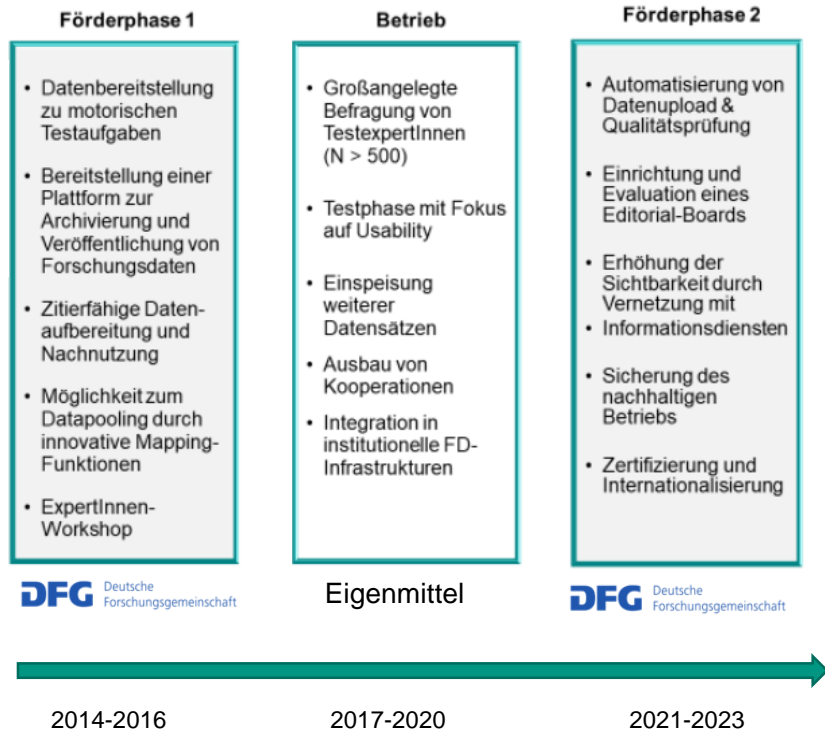 Förderphase 1
• Datenbereitstellung
zu motorischen
Testaufgaben
• Bereitstellung einer
Plattform zur
Archivierung und
Veröffentlichung von
Forschungsdaten
• Zitierfähige Daten-
aufbereitung und
Nachnutzung
• Möglichkeit zum
Datapooling durch
innovative Mapping-
Funktionen
• ExpertInnen-
Workshop
DFG Deutsche
Forschungsgemeinschaft
2014-2016
Betrieb
• Großangelegte
Befragung von
TestexpertInnen
(N > 500)
• Testphase mit Fokus
auf Usability
• Einspeisung
weiterer
Datensätzen
• Ausbau von
Kooperationen
• Integration in
institutionelle FD-
Infrastrukturen
Eigenmittel
2017-2020
Förderphase 2
• Automatisierung von
Datenupload &
Qualitätsprüfung
• Einrichtung und
Evaluation eines
Editorial-Boards
• Erhöhung der
Sichtbarkeit durch
Vernetzung mit
• Informationsdiensten
• Sicherung des
nachhaltigen
Betriebs
• Zertifizierung und
Internationalisierung
DFG Deutsche
Forschungsgemeinschaft
2021-2023